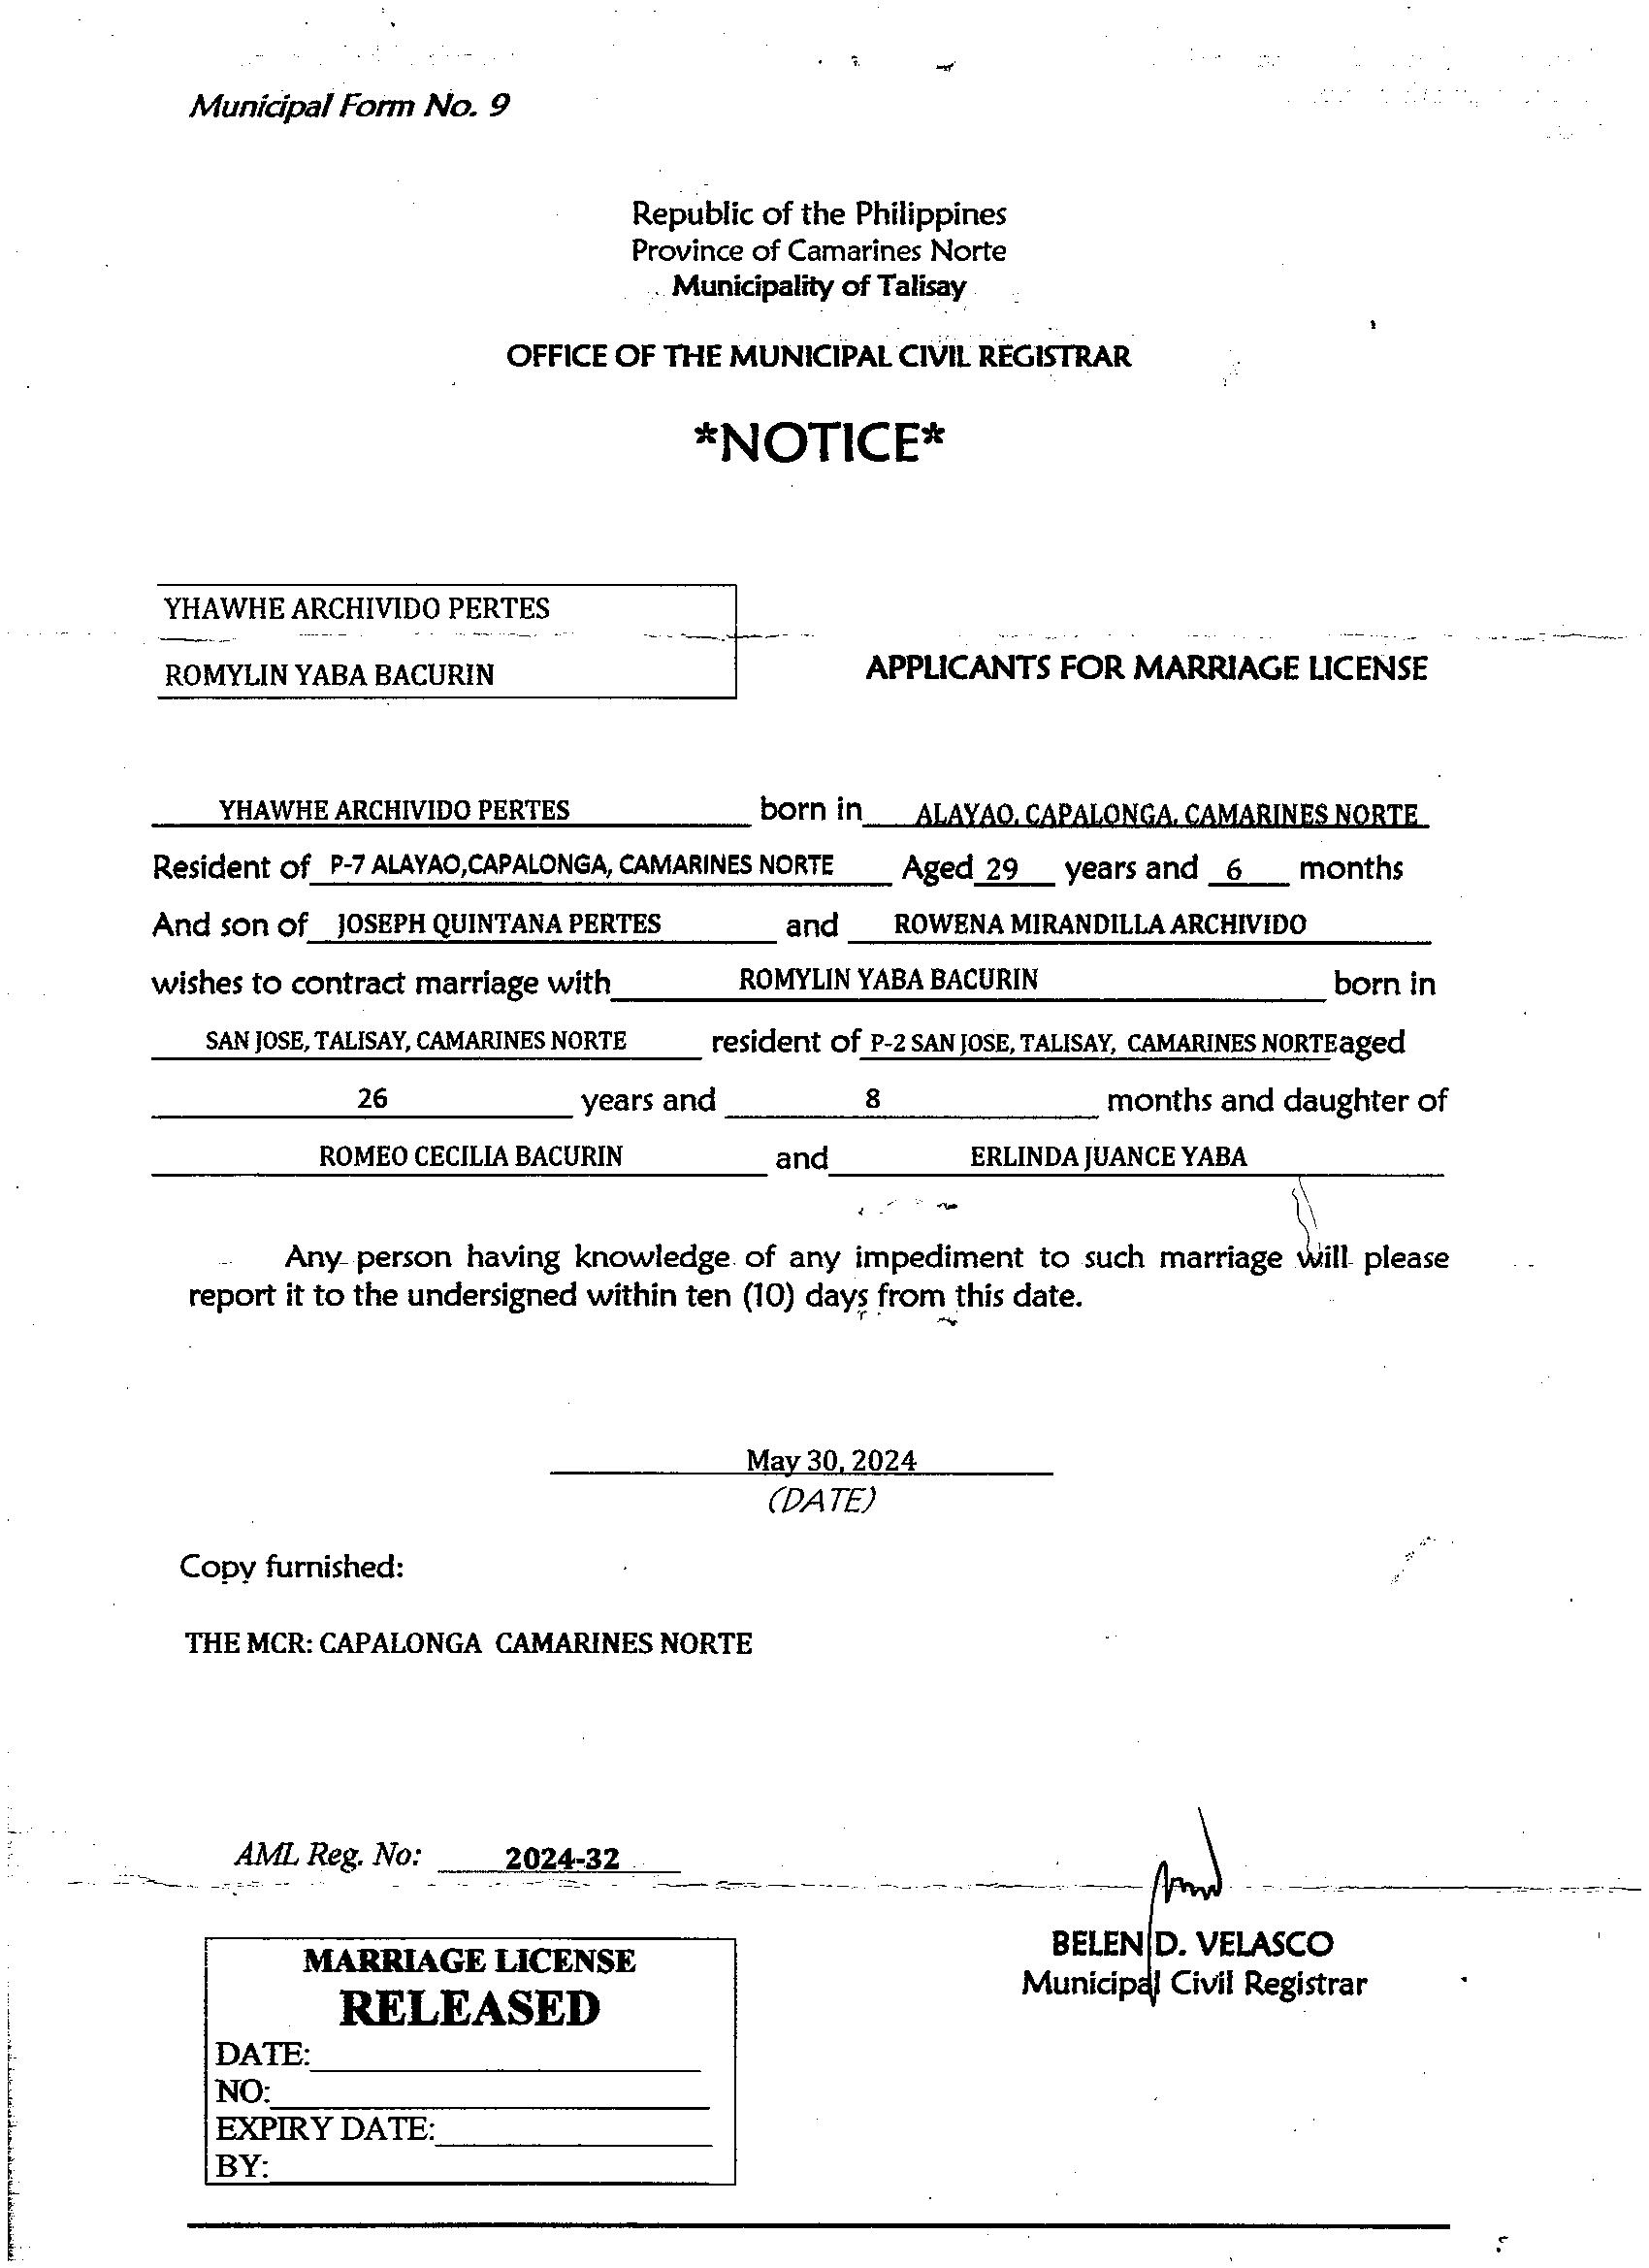 Municipal Form No. 9
Republic of the Philippines
Province of Camarines Norte
Municipality of Talisay
OFFICE OF THE MUNICIPAL CIVIL REGISTRAR
*NOTICE*
YHAWHE ARCHIVIDO PERTES
ROMYLIN YABA BACURIN
APPLICANTS FOR MARRIAGE LICENSE
YHAWHE ARCHIVIDO PERTES born in ALAYAO, CAPALONGA, CAMARINES NORTE
Resident of P-7 ALAYAO,CAPALONGA, CAMARINES NORTE Aged 29 years and 6 months
And son of JOSEPH QUINTANA PERTES and ROWENA MIRANDILLA ARCHIVIDO
wishes to contract marriage with ROMYLIN YABA BACURIN born in
SAN JOSE, TALISAY, CAMARINES NORTE resident of P-2 SAN JOSE, TALISAY, CAMARINES NORTE aged
26 years and 8 months and daughter of
ROMEO CECILIA BACURIN and ERLINDA JUANCE YABA
Any person having knowledge of any impediment to such marriage will please
report it to the undersigned within ten (10) days from this date.
May 30, 2024
(DATE)
Copy furnished:
THE MCR: CAPALONGA CAMARINES NORTE
AML Reg. No: 2024-32
BELEN D. VELASCO
Municipal Civil Registrar
MARRIAGE LICENSE
RELEASED
DATE:
NO:
EXPIRY DATE:
BY: